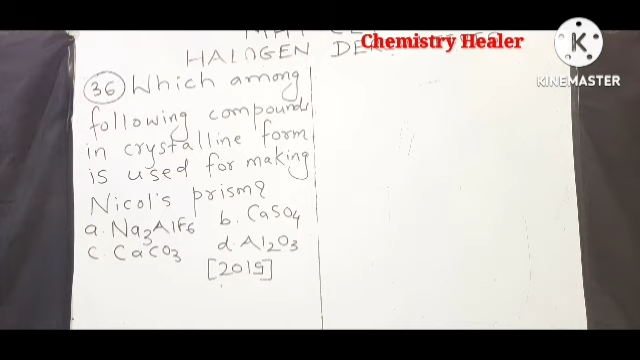 Chemistry Healer
HALOGEN
KINEMASTER
36 Which among
following compounds
in crystalline form
is used for making
Nicol's prism?
a. Na3AlF6 b. CaSO4
c. CaCO3 d. Al2O3
[2019]